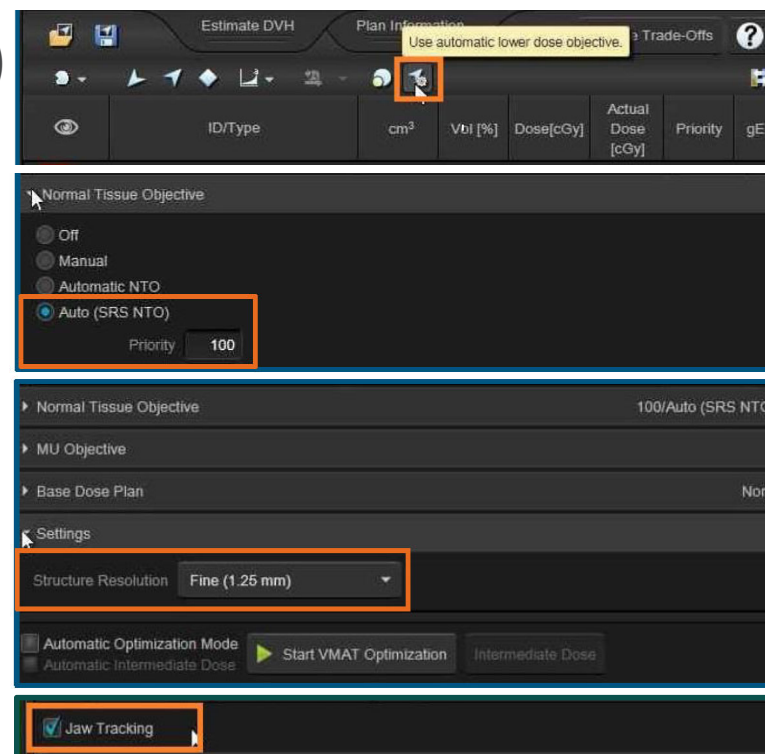 Estimate DVH Plan Information
Use automatic lower dose objective. Trade-Offs
ID/Type cm³ Vol [%] Dose[cGy] Actual Dose [cGy] Priority gE
Normal Tissue Objective
Off
Manual
Automatic NTO
Auto (SRS NTO)
Priority 100
Normal Tissue Objective 100/Auto (SRS NTO
MU Objective
Base Dose Plan Nor
Settings
Structure Resolution Fine (1.25 mm)
Automatic Optimization Mode Start VMAT Optimization Intermediate Dose
Automatic Intermediate Dose
Jaw Tracking